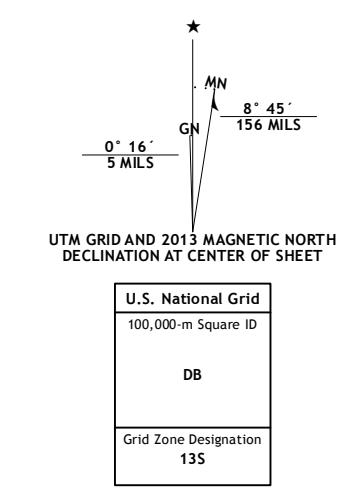 ★
MN
GN
8° 45´
156 MILS
0° 16´
5 MILS
UTM GRID AND 2013 MAGNETIC NORTH
DECLINATION AT CENTER OF SHEET
U.S. National Grid
100,000-m Square ID
DB
Grid Zone Designation
13S